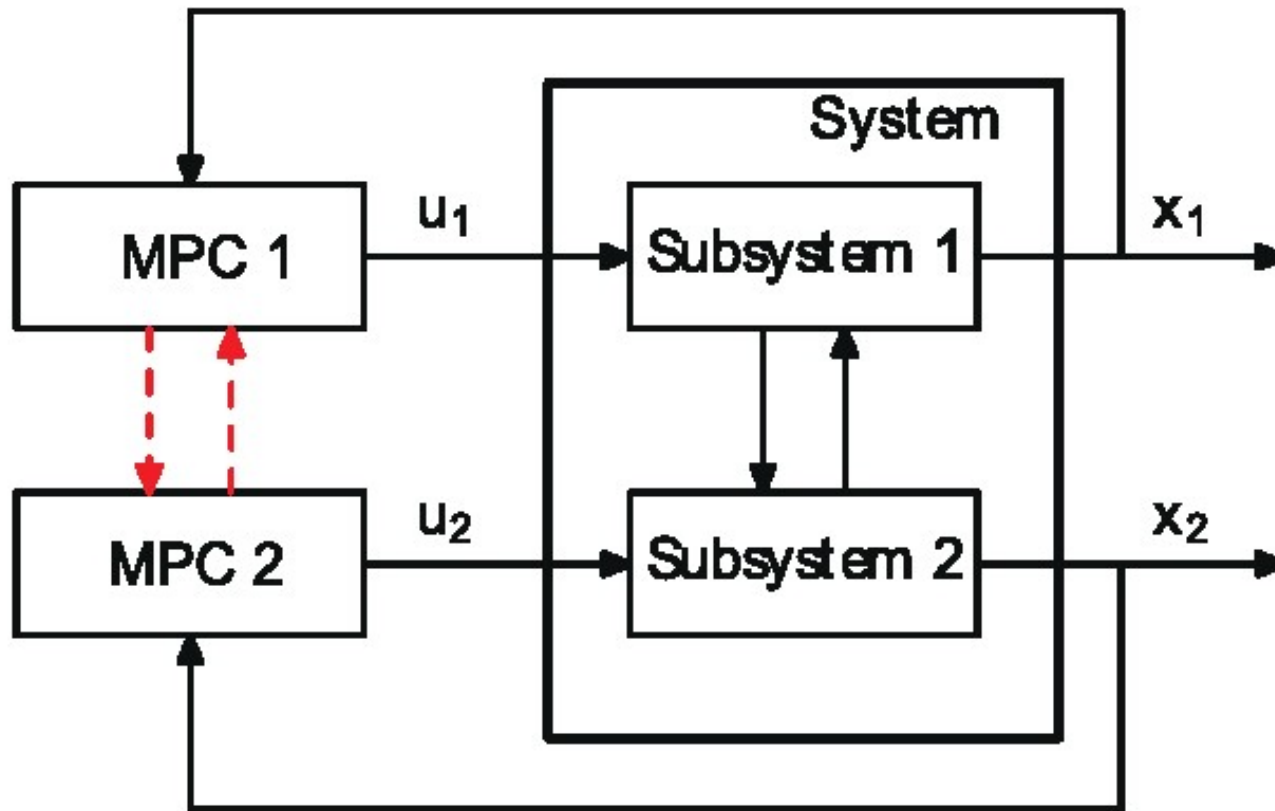 System
MPC 1
u₁
Subsystem 1
x₁
MPC 2
u₂
Subsystem 2
x₂